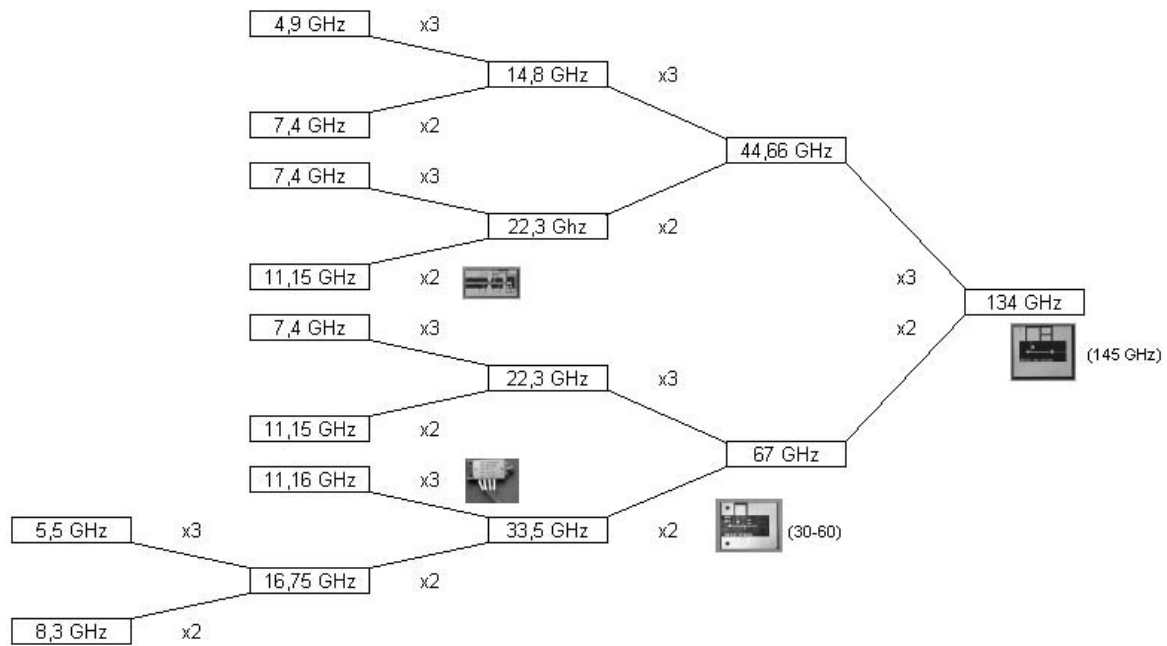 4,9 GHz x3
14,8 GHz x3
7,4 GHz x2
44,66 GHz
7,4 GHz x3
22,3 Ghz x2
11,15 GHz x2
x3
134 GHz
7,4 GHz x3
x2
(145 GHz)
22,3 GHz x3
11,15 GHz x2
67 GHz
11,16 GHz x3
5,5 GHz x3
33,5 GHz x2
(30-60)
16,75 GHz x2
8,3 GHz x2